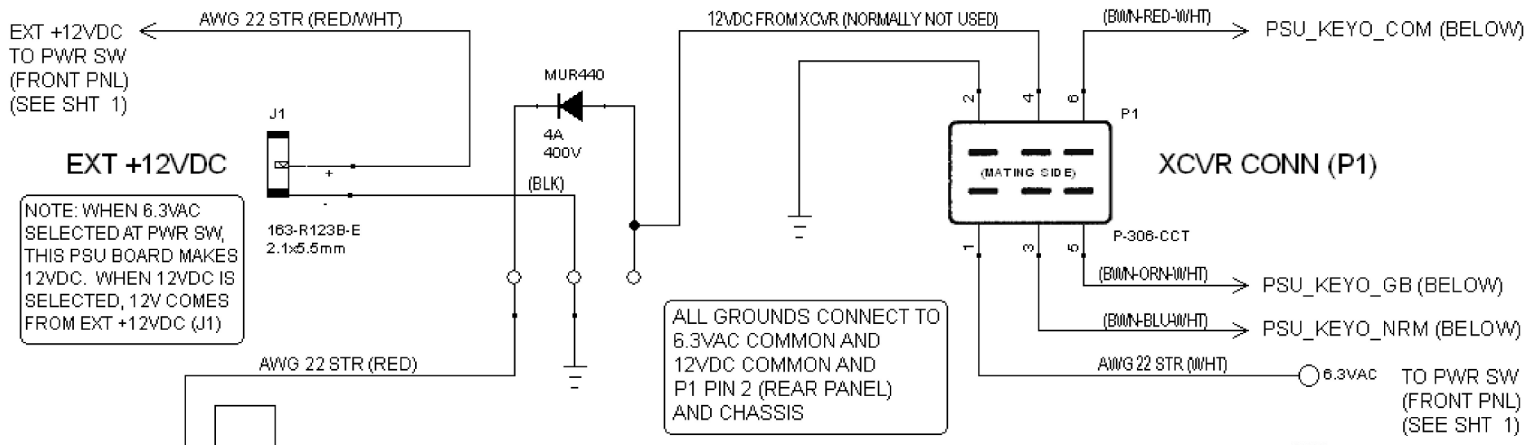 AWG 22 STR (RED/WHT)
EXT +12VDC
TO PWR SW
(FRONT PNL)
(SEE SHT 1)
12VDC FROM XCVR (NORMALLY NOT USED)
(BWN-RED-WHT)
PSU_KEYO_COM (BELOW)
MUR440
4A
400V
J1
+
-
EXT +12VDC
163-R123B-E
2.1x5.5mm
(BLK)
NOTE: WHEN 6.3VAC
SELECTED AT PWR SW,
THIS PSU BOARD MAKES
12VDC. WHEN 12VDC IS
SELECTED, 12V COMES
FROM EXT +12VDC (J1)
AWG 22 STR (RED)
2
4
6
P1
(MATING SIDE)
XCVR CONN (P1)
P-306-CCT
1
3
5
(BWN-ORN-WHT)
PSU_KEYO_GB (BELOW)
(BWN-BLU-WHT)
PSU_KEYO_NRM (BELOW)
AWG 22 STR (WHT)
6.3VAC
TO PWR SW
(FRONT PNL)
(SEE SHT 1)
ALL GROUNDS CONNECT TO
6.3VAC COMMON AND
12VDC COMMON AND
P1 PIN 2 (REAR PANEL)
AND CHASSIS